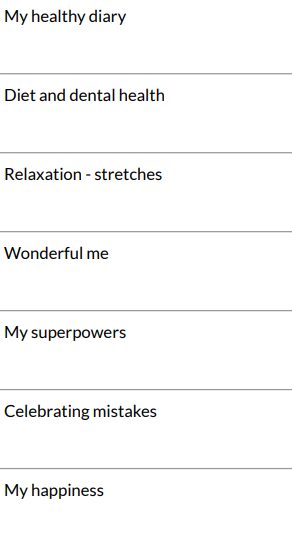 My healthy diary
Diet and dental health
Relaxation - stretches
Wonderful me
My superpowers
Celebrating mistakes
My happiness